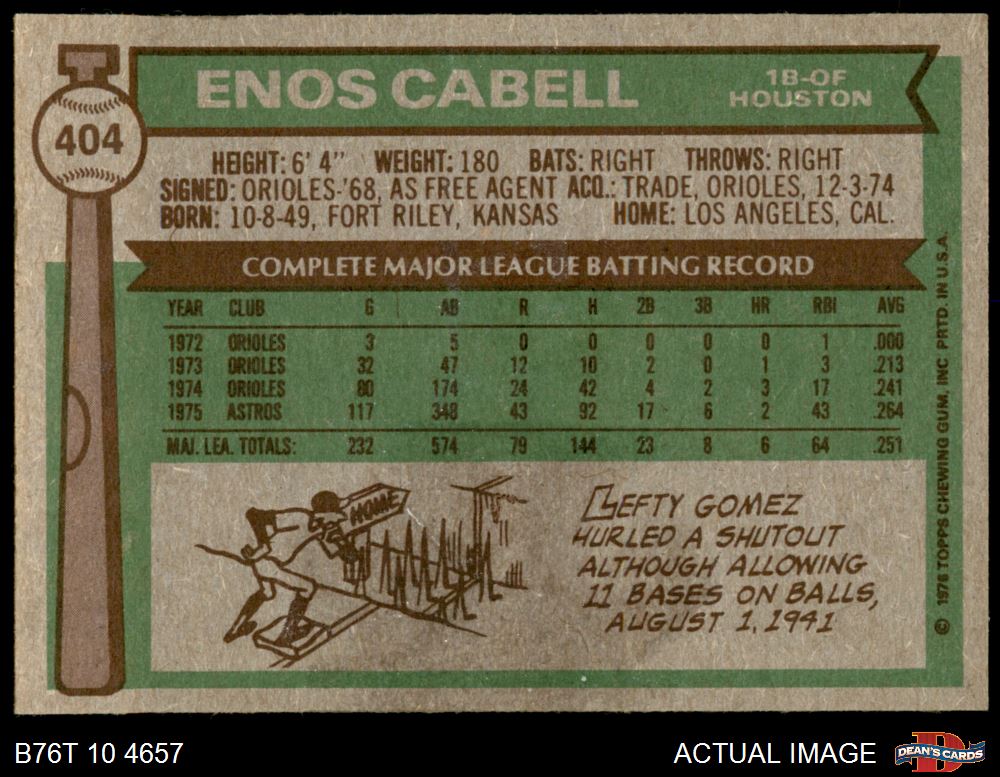 ENOS CABELL
1B-OF
HOUSTON
404
HEIGHT: 6' 4" WEIGHT: 180 BATS: RIGHT THROWS: RIGHT
SIGNED: ORIOLES-'68, AS FREE AGENT ACQ.: TRADE, ORIOLES, 12-3-74
BORN: 10-8-49, FORT RILEY, KANSAS HOME: LOS ANGELES, CAL.
COMPLETE MAJOR LEAGUE BATTING RECORD
YEAR CLUB G AB R H 2B 3B HR RBI AVG
1972 ORIOLES 3 5 0 0 0 0 0 1 .000
1973 ORIOLES 32 47 12 10 2 0 1 3 .213
1974 ORIOLES 80 174 24 42 4 2 3 17 .241
1975 ASTROS 117 348 43 92 17 6 2 43 .264
MAJ. LEA. TOTALS: 232 574 79 144 23 8 6 64 .251
HOME
LEFTY GOMEZ
HURLED A SHUTOUT
ALTHOUGH ALLOWING
11 BASES ON BALLS,
AUGUST 1, 1941
© 1976 TOPPS CHEWING GUM, INC PRTD. IN U.S.A.
B76T 10 4657
ACTUAL IMAGE
D
DEAN'S CARDS